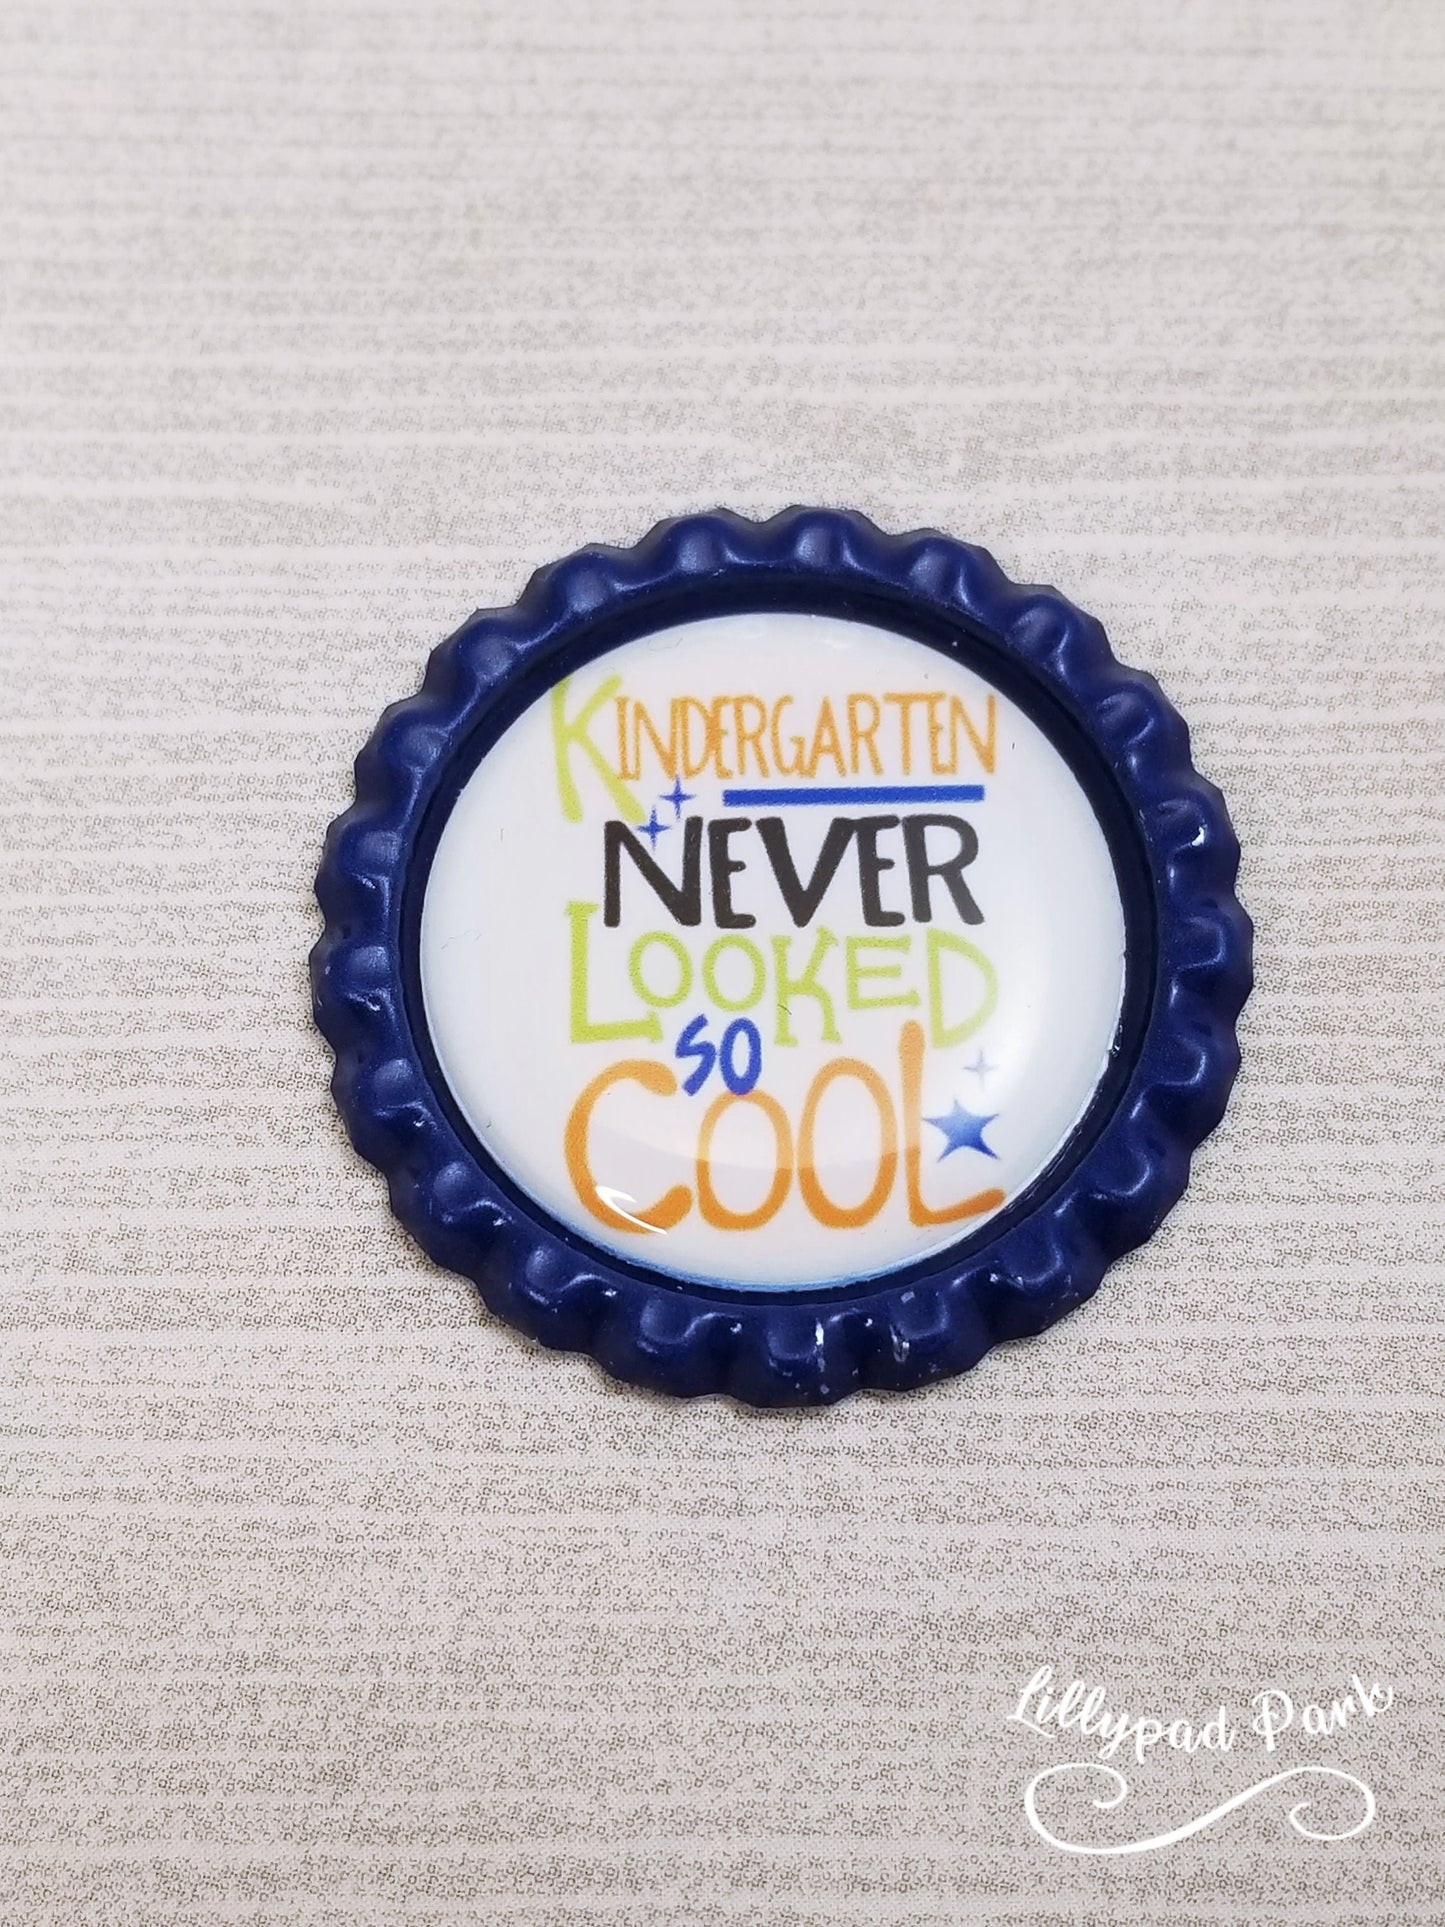 KINDERGARTEN
NEVER
LOOKED
SO
COOL
Lillypad Park